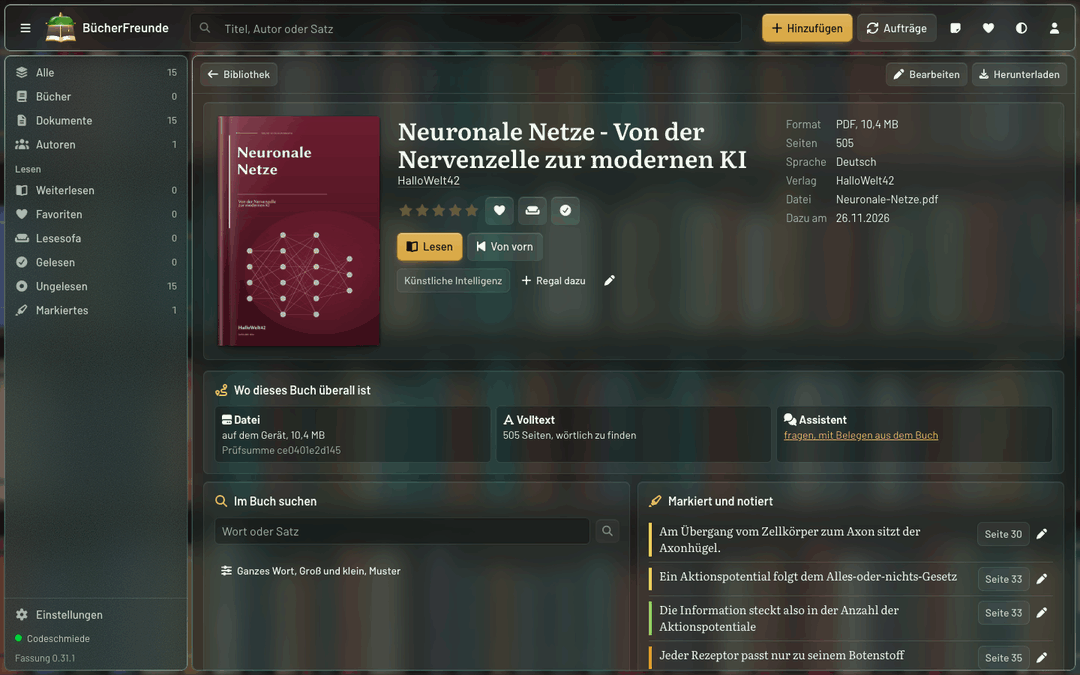 BücherFreunde
Titel, Autor oder Satz
Hinzufügen
Aufträge
Alle 15
Bücher 0
Dokumente 15
Autoren 1
Lesen
Weiterlesen 0
Favoriten 0
Lesesofa 0
Gelesen 0
Ungelesen 15
Markiertes 1
Einstellungen
Codeschmiede
Fassung 0.31.1
Bibliothek
Bearbeiten
Herunterladen
Neuronale
Netze
Von der Nervenzelle
zur modernen KI
HalloWelt42
Neuronale Netze - Von der
Nervenzelle zur modernen KI
HalloWelt42
Lesen
Von vorn
Künstliche Intelligenz
Regal dazu
Format PDF, 10,4 MB
Seiten 505
Sprache Deutsch
Verlag HalloWelt42
Datei Neuronale-Netze.pdf
Dazu am 26.11.2026
Wo dieses Buch überall ist
Datei
auf dem Gerät, 10,4 MB
Prüfsumme ce0401e2d145
Volltext
505 Seiten, wörtlich zu finden
Assistent
fragen, mit Belegen aus dem Buch
Im Buch suchen
Wort oder Satz
Ganzes Wort, Groß und klein, Muster
Markiert und notiert
Am Übergang vom Zellkörper zum Axon sitzt der
Axonhügel.
Seite 30
Ein Aktionspotential folgt dem Alles-oder-nichts-Gesetz
Seite 33
Die Information steckt also in der Anzahl der
Aktionspotentiale
Seite 33
Jeder Rezeptor passt nur zu seinem Botenstoff
Seite 35